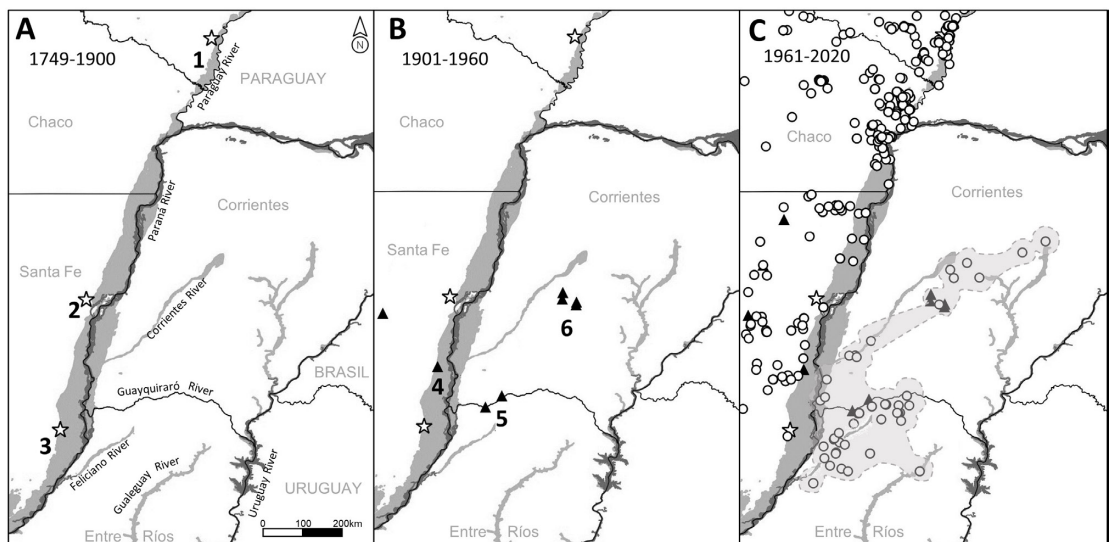 A
1749-1900
1
N
Paraguay River
PARAGUAY
Chaco
Paraná River
Corrientes
Santa Fe
2
Corrientes River
Guayquiraró River
BRASIL
3
Feliciano River
Gualeguay River
Uruguay River
URUGUAY
0 100 200km
Entre Ríos
B
1901-1960
Chaco
Corrientes
Santa Fe
6
4
5
BRASIL
URUGUAY
Entre Ríos
C
1961-2020
Chaco
Corrientes
Entre Ríos